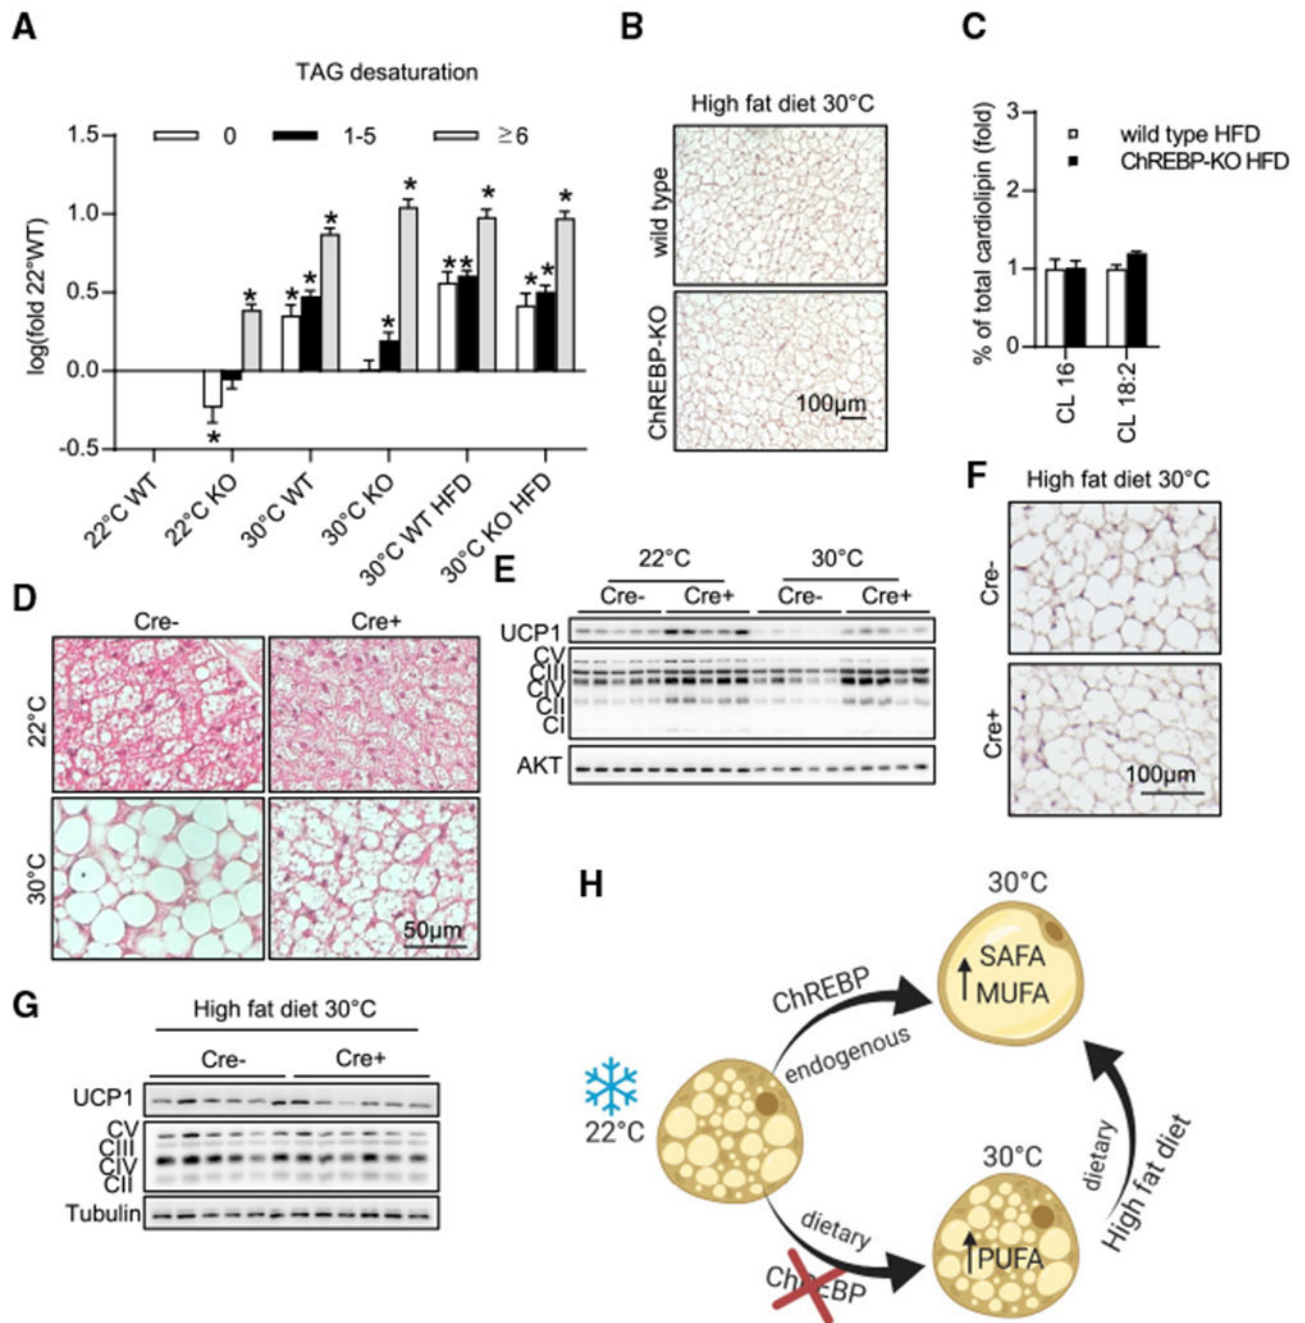 A
TAG desaturation
0 1-5 ≥6
log(fold 22°WT)
1.5
1.0
0.5
0.0
-0.5
*
*
*
*
*
*
*
*
*
*
*
*
*
22°C WT
22°C KO
30°C WT
30°C KO
30°C WT HFD
30°C KO HFD
B
High fat diet 30°C
wild type
ChREBP-KO
100µm
C
% of total cardiolipin (fold)
3
2
1
0
wild type HFD
ChREBP-KO HFD
CL 16
CL 18:2
D
Cre- Cre+
22°C
30°C
50µm
E
22°C 30°C
Cre- Cre+ Cre- Cre+
UCP1
CV
CIII
CIV
CII
CI
AKT
F
High fat diet 30°C
Cre-
Cre+
100µm
G
High fat diet 30°C
Cre- Cre+
UCP1
CV
CIII
CIV
CII
Tubulin
H
30°C
SAFA
MUFA
ChREBP
endogenous
22°C
30°C
PUFA
dietary
ChREBP
dietary
High fat diet